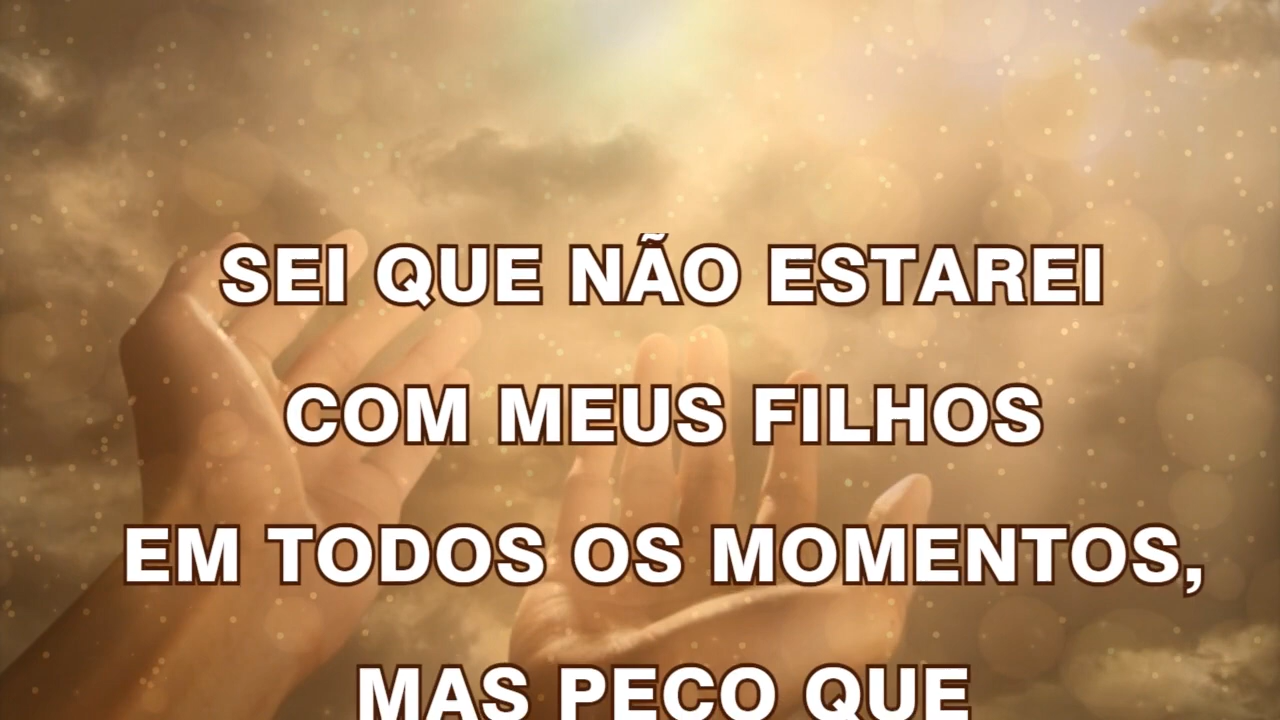 SEI QUE NÃO ESTAREI
COM MEUS FILHOS
EM TODOS OS MOMENTOS,
MAS PEÇO QUE